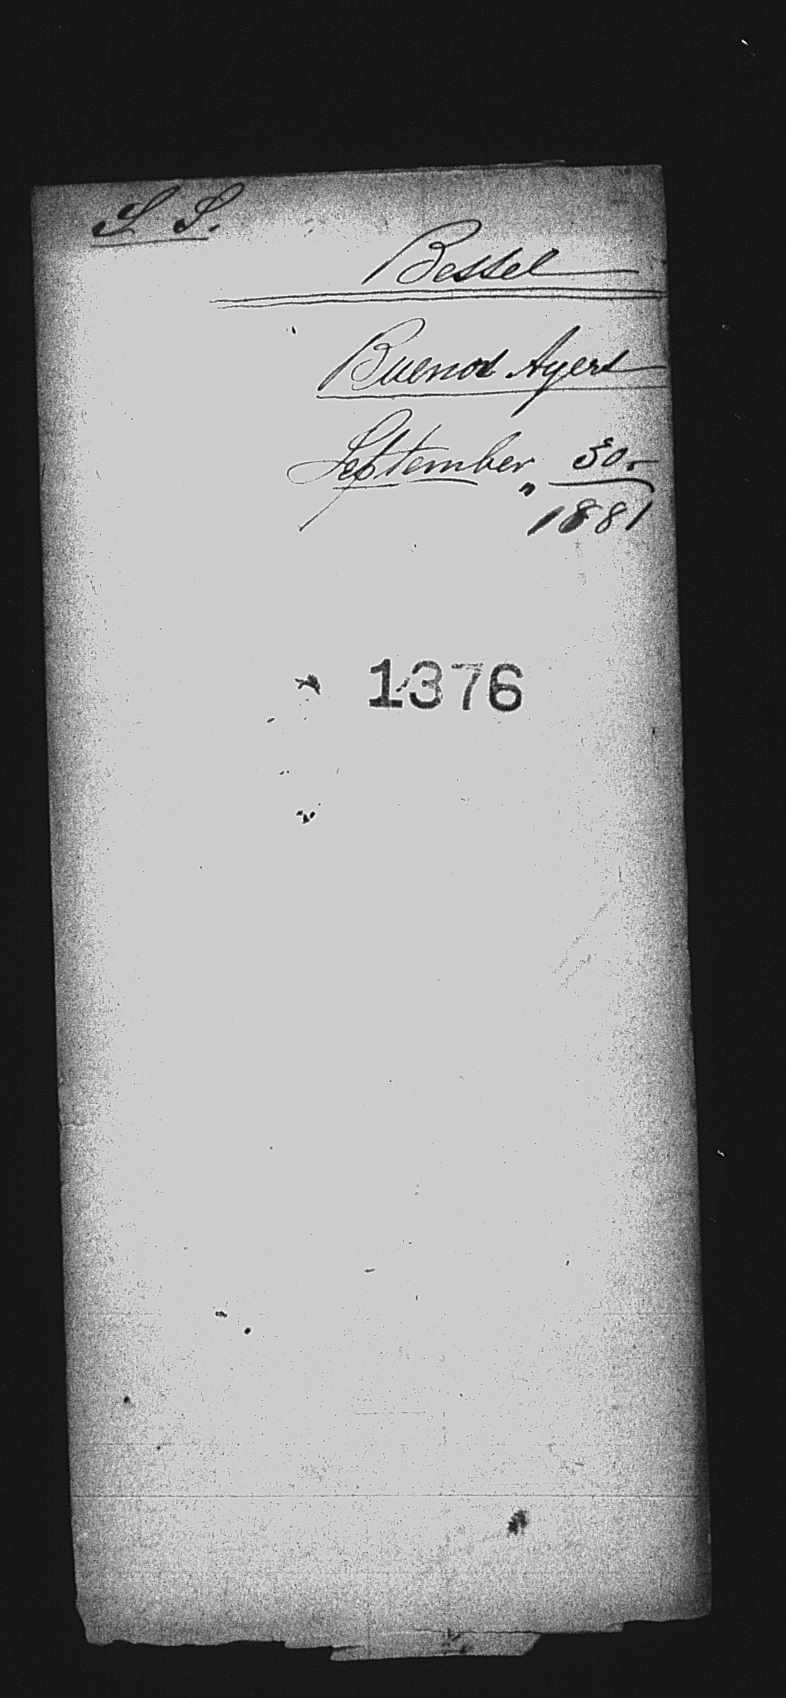 S. S.
Bessel
Buenos Ayers
September 30.
1881
1376